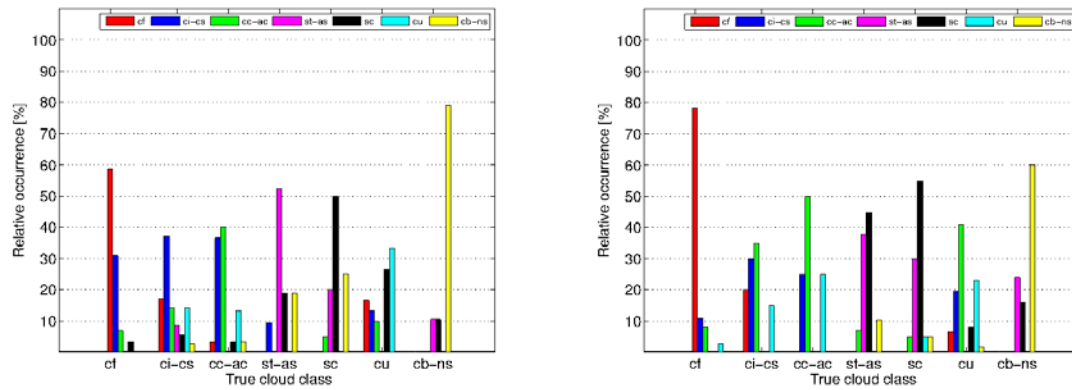 cf ci-cs cc-ac st-as sc cu cb-ns
100
90
80
70
60
50
40
30
20
10
Relative occurrence [%]
cf ci-cs cc-ac st-as sc cu cb-ns
True cloud class
cf ci-cs cc-ac st-as sc cu cb-ns
100
90
80
70
60
50
40
30
20
10
Relative occurrence [%]
cf ci-cs cc-ac st-as sc cu cb-ns
True cloud class